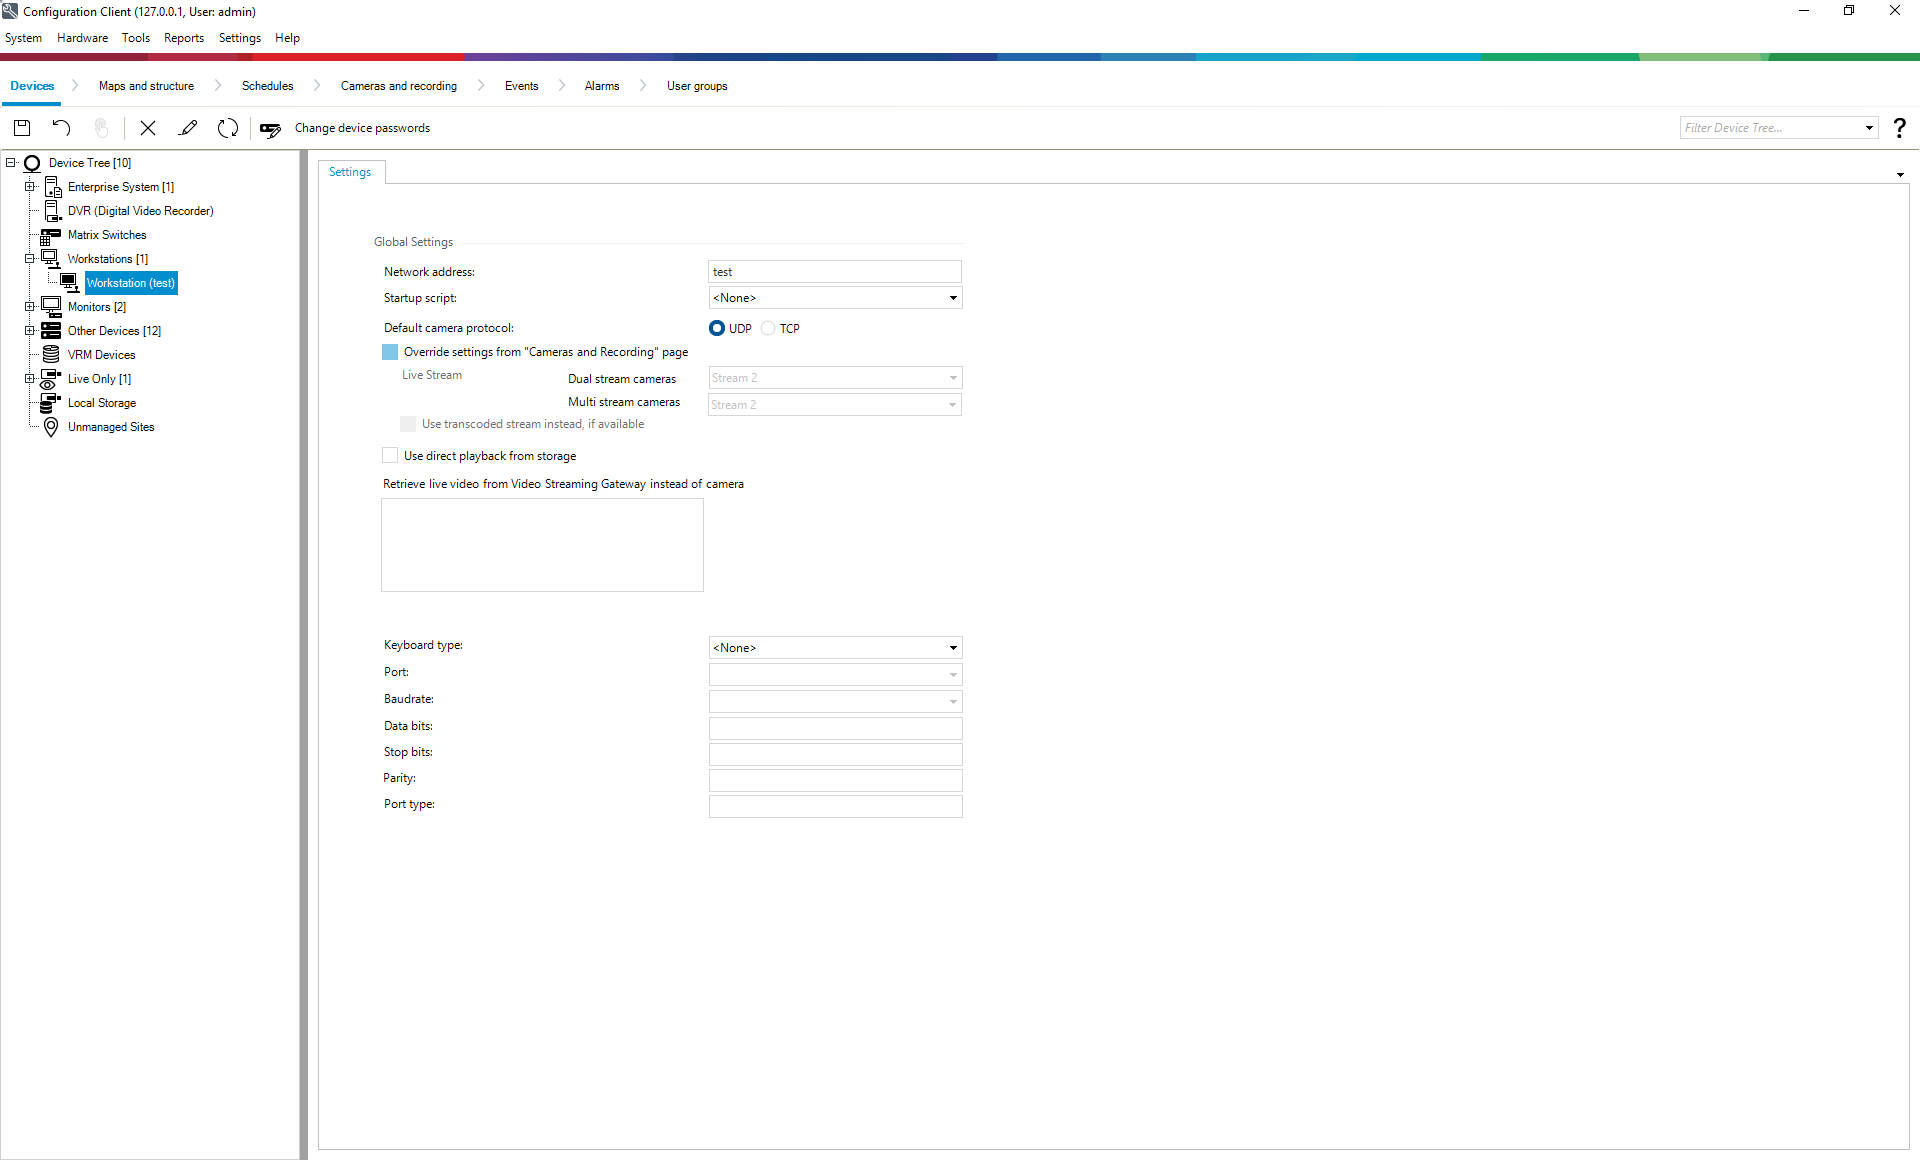 Configuration Client (127.0.0.1, User: admin)
System Hardware Tools Reports Settings Help
Devices Maps and structure Schedules Cameras and recording Events Alarms User groups
Change device passwords
Filter Device Tree...
?
Device Tree [10]
Enterprise System [1]
DVR (Digital Video Recorder)
Matrix Switches
Workstations [1]
Workstation (test)
Monitors [2]
Other Devices [12]
VRM Devices
Live Only [1]
Local Storage
Unmanaged Sites
Settings
Global Settings
Network address: test
Startup script: <None>
Default camera protocol: UDP TCP
Override settings from "Cameras and Recording" page
Live Stream Dual stream cameras Stream 2
Multi stream cameras Stream 2
Use transcoded stream instead, if available
Use direct playback from storage
Retrieve live video from Video Streaming Gateway instead of camera
Keyboard type: <None>
Port:
Baudrate:
Data bits:
Stop bits:
Parity:
Port type: